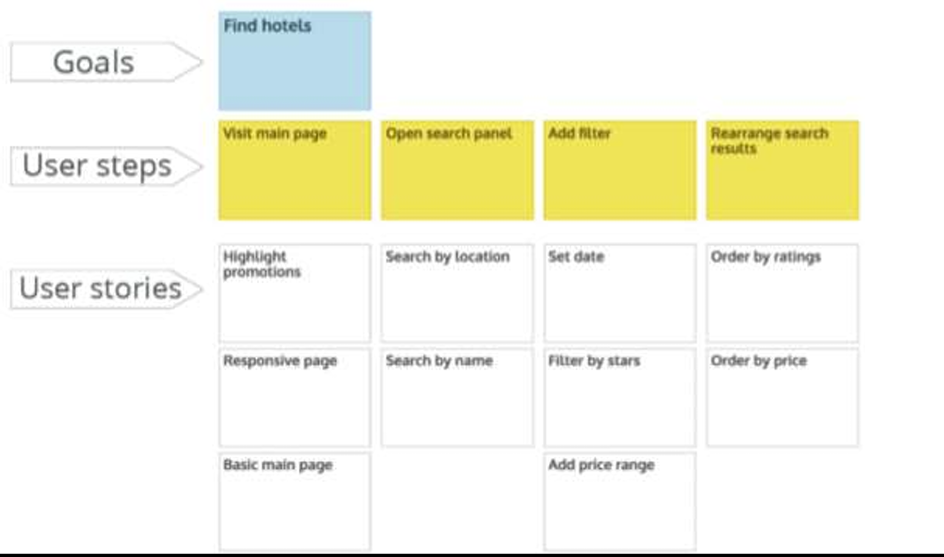 Goals
Find hotels
User steps
Visit main page
Open search panel
Add filter
Rearrange search
results
User stories
Highlight
promotions
Search by location
Set date
Order by ratings
Responsive page
Search by name
Filter by stars
Order by price
Basic main page
Add price range